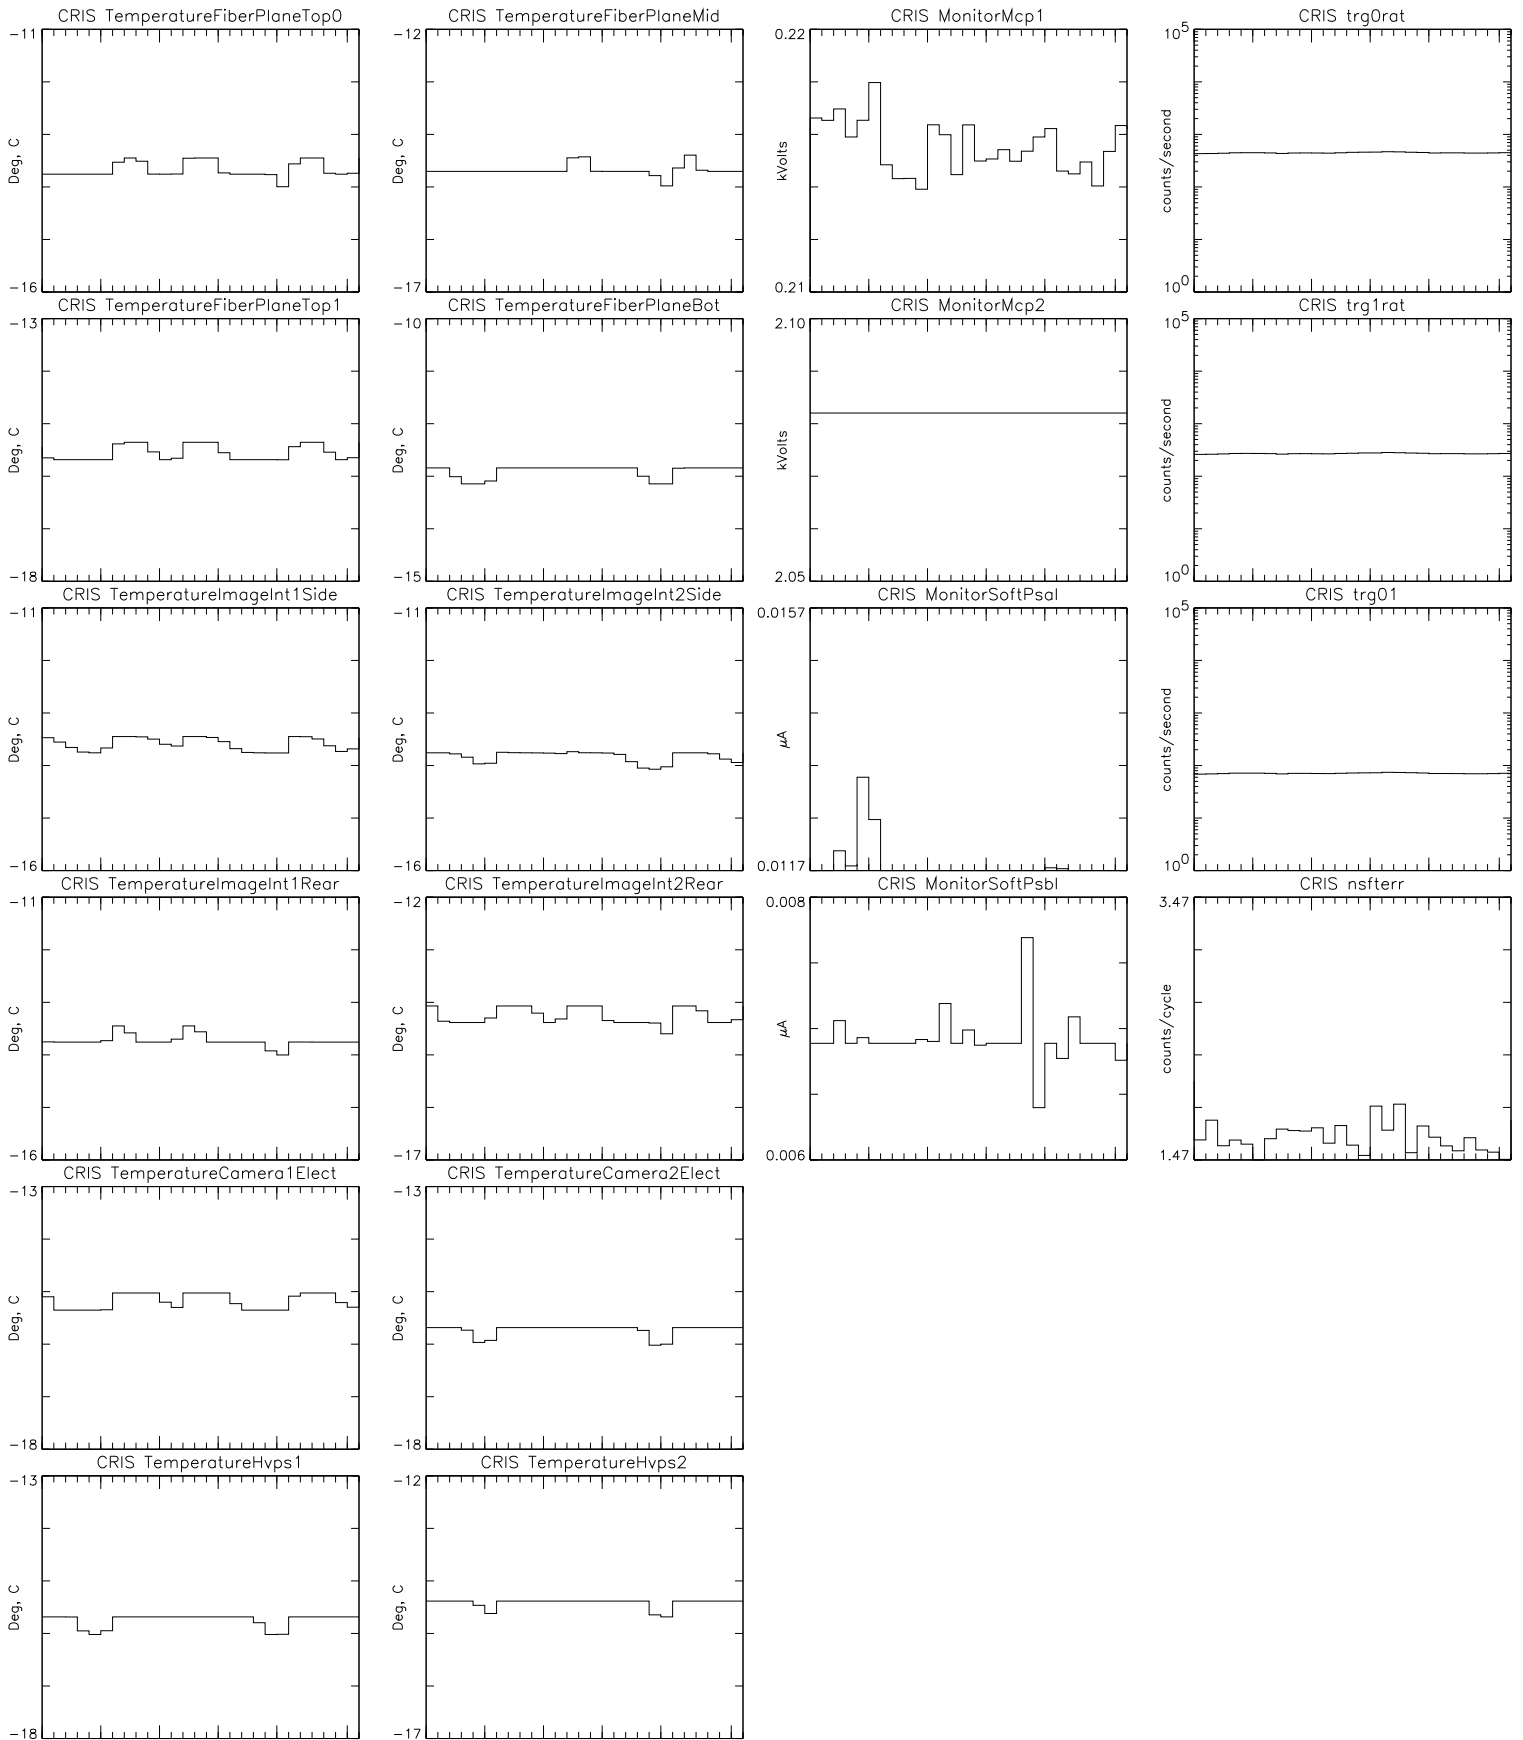 CRIS TemperatureFiberPlaneTop0
CRIS TemperatureFiberPlaneMid
CRIS MonitorMcp1
CRIS trg0rat
-11
Deg, C
-16
-12
Deg, C
-17
0.22
kVolts
0.21
10^5
counts/second
10^0
CRIS TemperatureFiberPlaneTop1
CRIS TemperatureFiberPlaneBot
CRIS MonitorMcp2
CRIS trg1rat
-13
Deg, C
-18
-10
Deg, C
-15
2.10
kVolts
2.05
10^5
counts/second
10^0
CRIS TemperatureImageInt1Side
CRIS TemperatureImageInt2Side
CRIS MonitorSoftPsaI
CRIS trg01
-11
Deg, C
-16
-11
Deg, C
-16
0.0157
μA
0.0117
10^5
counts/second
10^0
CRIS TemperatureImageInt1Rear
CRIS TemperatureImageInt2Rear
CRIS MonitorSoftPsbI
CRIS nsfterr
-11
Deg, C
-16
-12
Deg, C
-17
0.008
μA
0.006
3.47
counts/cycle
1.47
CRIS TemperatureCamera1Elect
CRIS TemperatureCamera2Elect
-13
Deg, C
-18
-13
Deg, C
-18
CRIS TemperatureHvps1
CRIS TemperatureHvps2
-13
Deg, C
-18
-12
Deg, C
-17